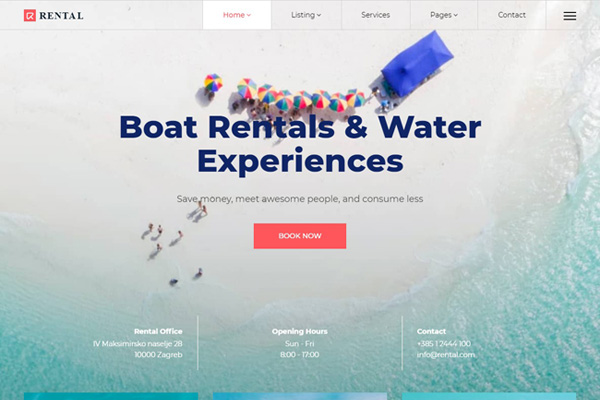 RENTAL
Home
Listing
Services
Pages
Contact
Boat Rentals & Water
Experiences
Save money, meet awesome people, and consume less
BOOK NOW
Rental Office
IV Maksimirsko naselje 28
10000 Zagreb
Opening Hours
Sun - Fri
8:00 - 17:00
Contact
+385 1 2444 100
info@rental.com